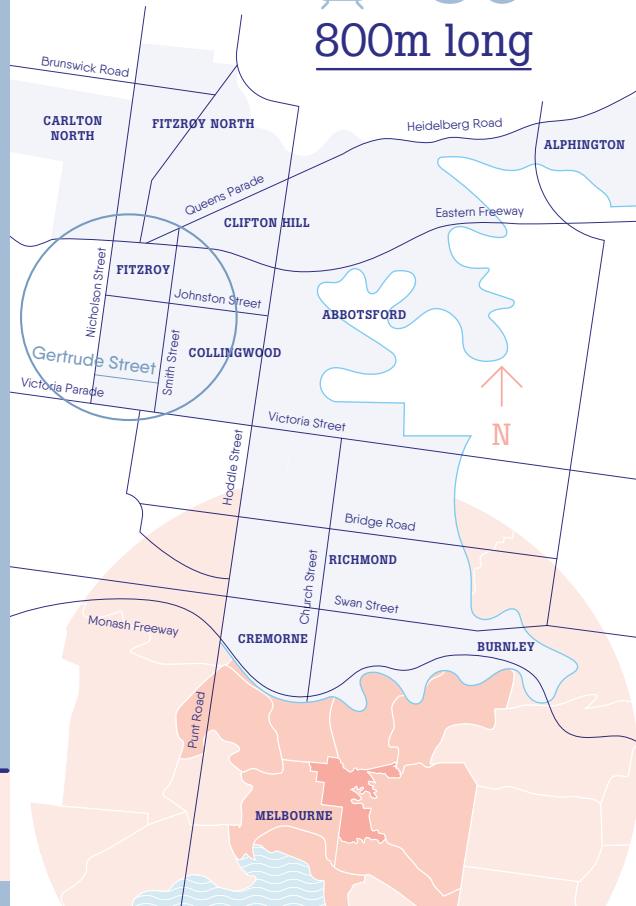 800m long
Brunswick Road
CARLTON
NORTH
FITZROY NORTH
Heidelberg Road
ALPHINGTON
Queens Parade
CLIFTON HILL
Eastern Freeway
Nicholson Street
FITZROY
Johnston Street
ABBOTSFORD
Smith Street
COLLINGWOOD
Gertrude Street
Victoria Parade
Victoria Street
N
Hoddle Street
Bridge Road
RICHMOND
Church Street
Swan Street
Monash Freeway
CREMORNE
BURNLEY
Punt Road
MELBOURNE